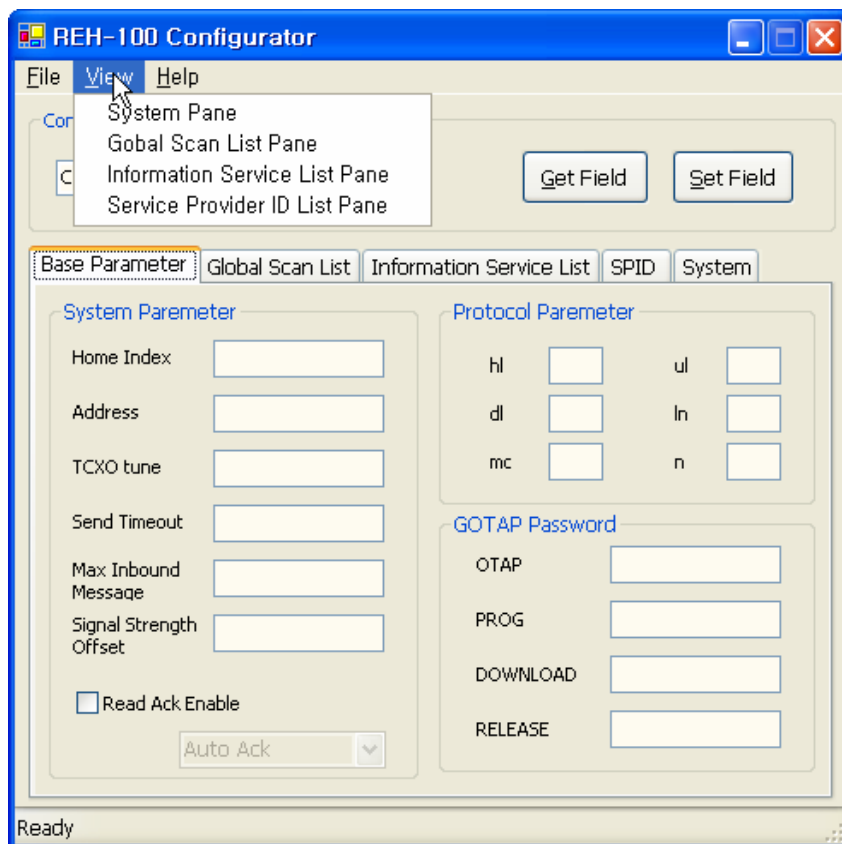 REH-100 Configurator
File View Help
System Pane
Gobal Scan List Pane
Information Service List Pane
Service Provider ID List Pane
Get Field Set Field
Base Parameter Global Scan List Information Service List SPID System
System Paremeter
Home Index
Address
TCXO tune
Send Timeout
Max Inbound
Message
Signal Strength
Offset
Read Ack Enable
Auto Ack
Protocol Paremeter
hl ul
dl ln
mc n
GOTAP Password
OTAP
PROG
DOWNLOAD
RELEASE
Ready